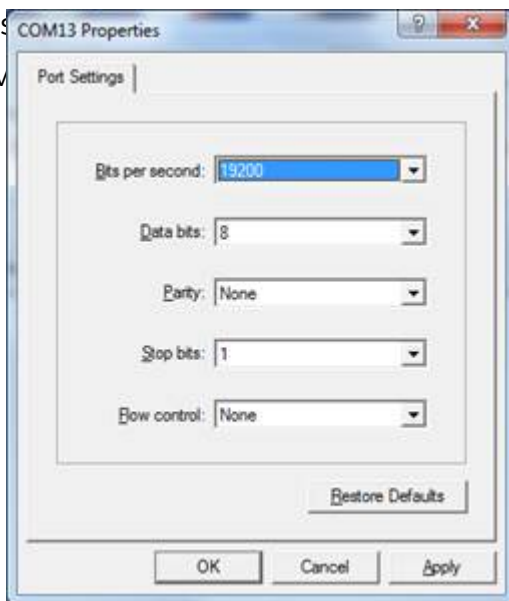 COM13 Properties
Port Settings
Bits per second: 19200
Data bits: 8
Parity: None
Stop bits: 1
Flow control: None
Restore Defaults
OK Cancel Apply